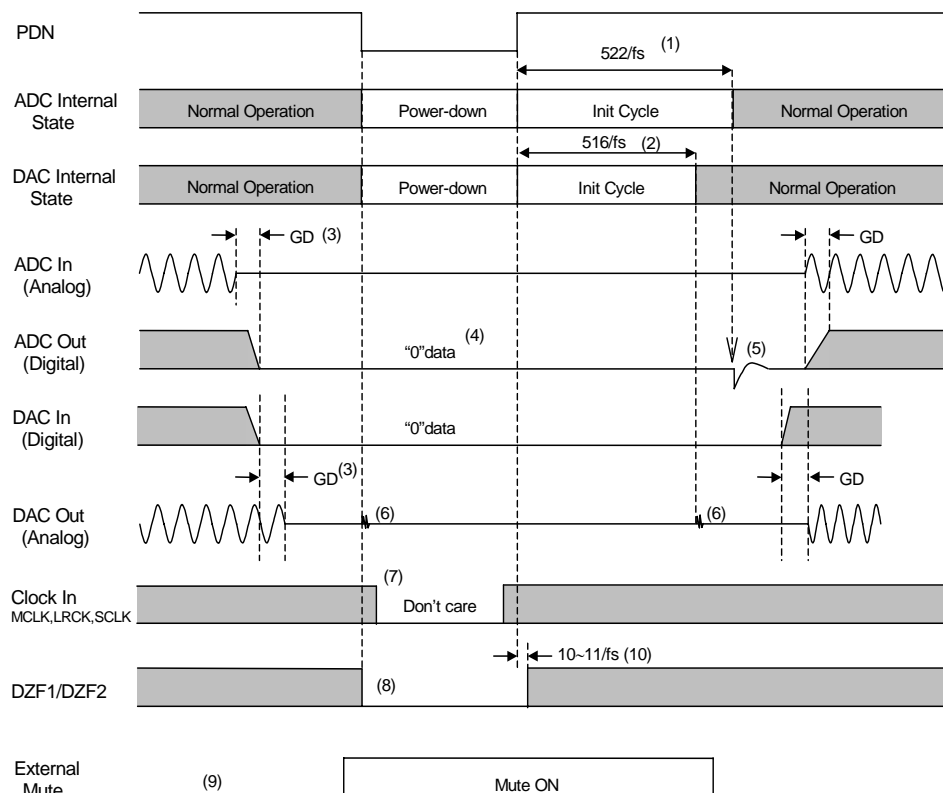 PDN
522/fs (1)
ADC Internal
State
Normal Operation Power-down Init Cycle Normal Operation
516/fs (2)
DAC Internal
State
Normal Operation Power-down Init Cycle Normal Operation
GD (3) GD
ADC In
(Analog)
ADC Out
(Digital)
“0”data (4) (5)
DAC In
(Digital)
“0”data
GD (3) GD
DAC Out
(Analog)
(6) (6)
Clock In
MCLK,LRCK,SCLK
(7) Don’t care
10~11/fs (10)
DZF1/DZF2 (8)
External
Mute
(9) Mute ON